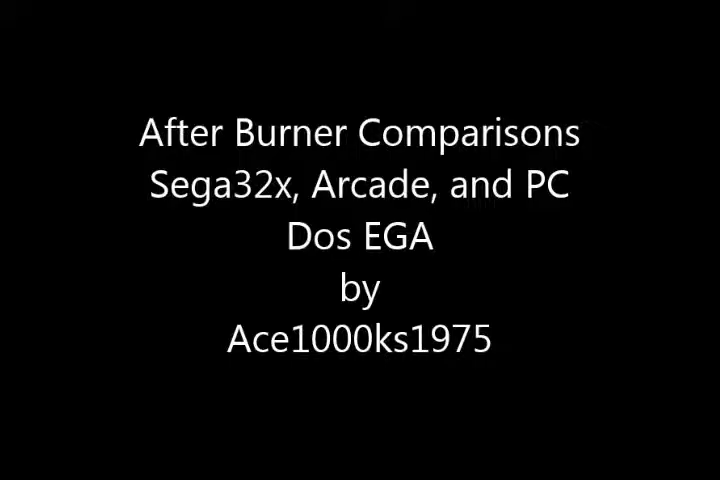 After Burner Comparisons
Sega32x, Arcade, and PC
Dos EGA
by
Ace1000ks1975